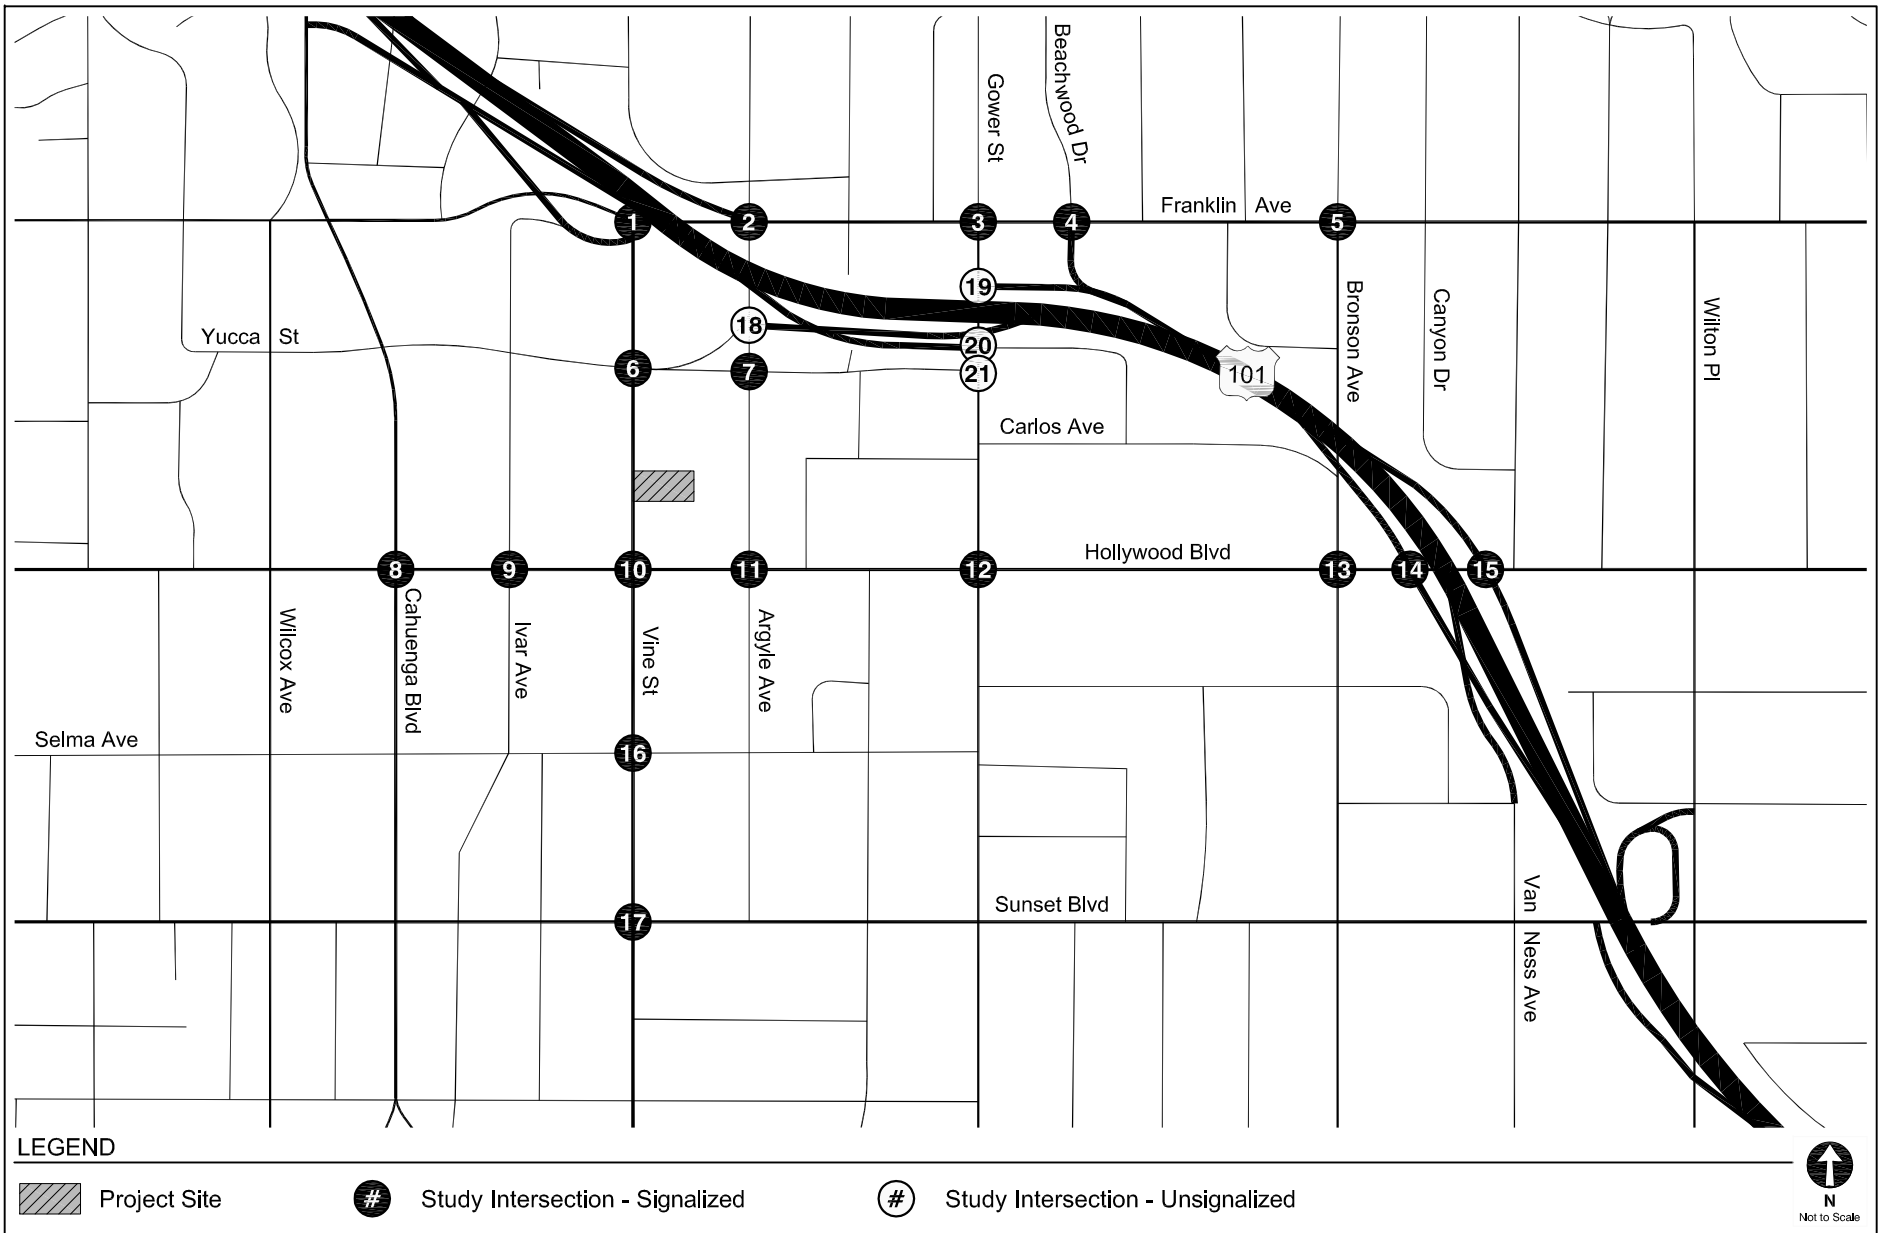 Beachwood Dr
Gower St
Franklin Ave
1
2
3
4
5
19
18
20
21
Yucca St
6
7
101
Bronson Ave
Canyon Dr
Wilton Pl
Carlos Ave
Hollywood Blvd
8
9
10
11
12
13
14
15
Wilcox Ave
Cahuenga Blvd
Ivar Ave
Vine St
Argyle Ave
Selma Ave
16
Sunset Blvd
17
Van Ness Ave
LEGEND
Project Site
# Study Intersection - Signalized
# Study Intersection - Unsignalized
N
Not to Scale